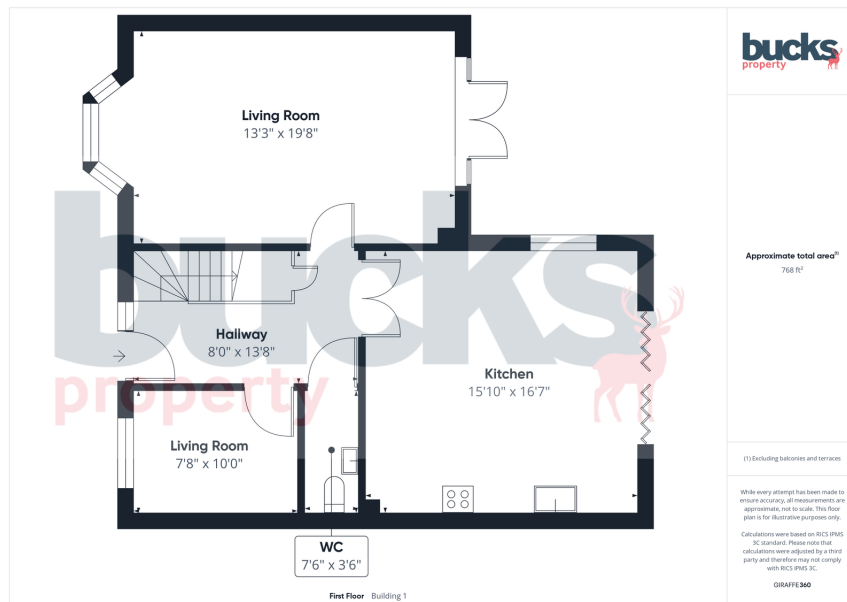 Living Room
13'3" x 19'8"
Hallway
8'0" x 13'8"
Kitchen
15'10" x 16'7"
Living Room
7'8" x 10'0"
WC
7'6" x 3'6"
First Floor Building 1
bucks
property
bucks
property
Approximate total area⁽¹⁾
768 ft²
(1) Excluding balconies and terraces
While every attempt has been made to
ensure accuracy, all measurements are
approximate, not to scale. This floor
plan is for illustrative purposes only.
Calculations were based on RICS IPMS
3C standard. Please note that
calculations were adjusted by a third
party and therefore may not comply
with RICS IPMS 3C.
GIRAFFE360